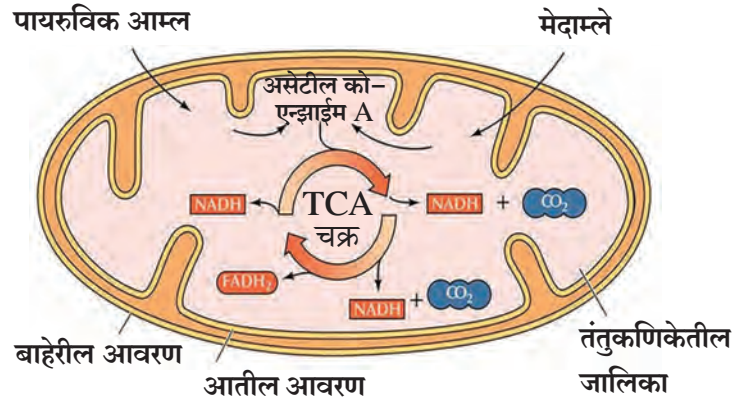 पायरुविक आम्ल
मेदाम्ले
असेटील को-
एन्झाईम A
NADH
TCA
चक्र
NADH + CO₂
FADH₂
NADH + CO₂
बाहेरील आवरण
आतील आवरण
तंतुकणिकेतील
जालिका